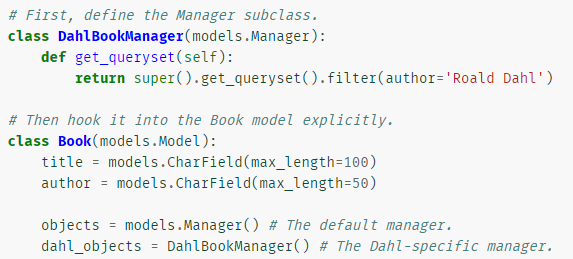 # First, define the Manager subclass.
class DahlBookManager(models.Manager):
    def get_queryset(self):
        return super().get_queryset().filter(author='Roald Dahl')

# Then hook it into the Book model explicitly.
class Book(models.Model):
    title = models.CharField(max_length=100)
    author = models.CharField(max_length=50)

    objects = models.Manager() # The default manager.
    dahl_objects = DahlBookManager() # The Dahl-specific manager.